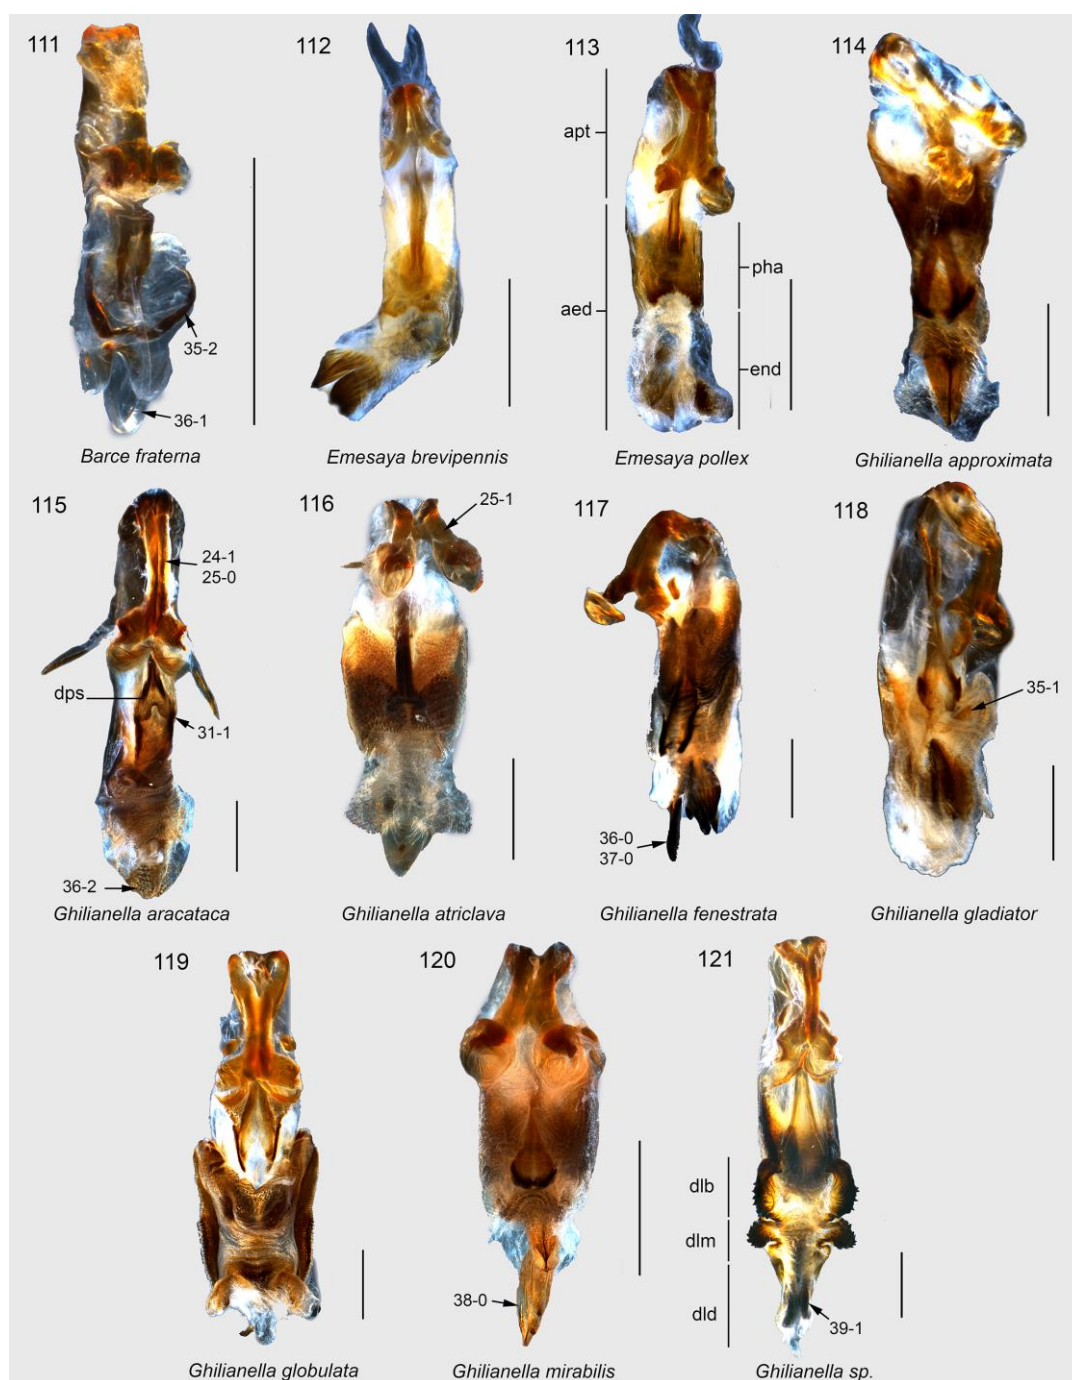 111
112
113
114
apt
pha
aed
35-2
end
36-1
Barce fraterna
Emesaya brevipennis
Emesaya pollex
Ghilianella approximata
115
116
25-1
117
118
24-1
25-0
dps
31-1
35-1
36-0
37-0
36-2
Ghilianella aracataca
Ghilianella atriclava
Ghilianella fenestrata
Ghilianella gladiator
119
120
121
dlb
dlm
38-0
dld
39-1
Ghilianella globulata
Ghilianella mirabilis
Ghilianella sp.